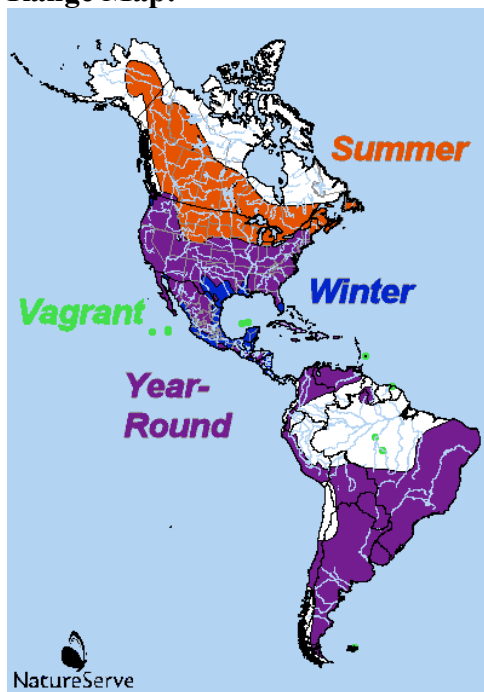 Range Map:
Summer
Winter
Vagrant
Year-
Round
NatureServe